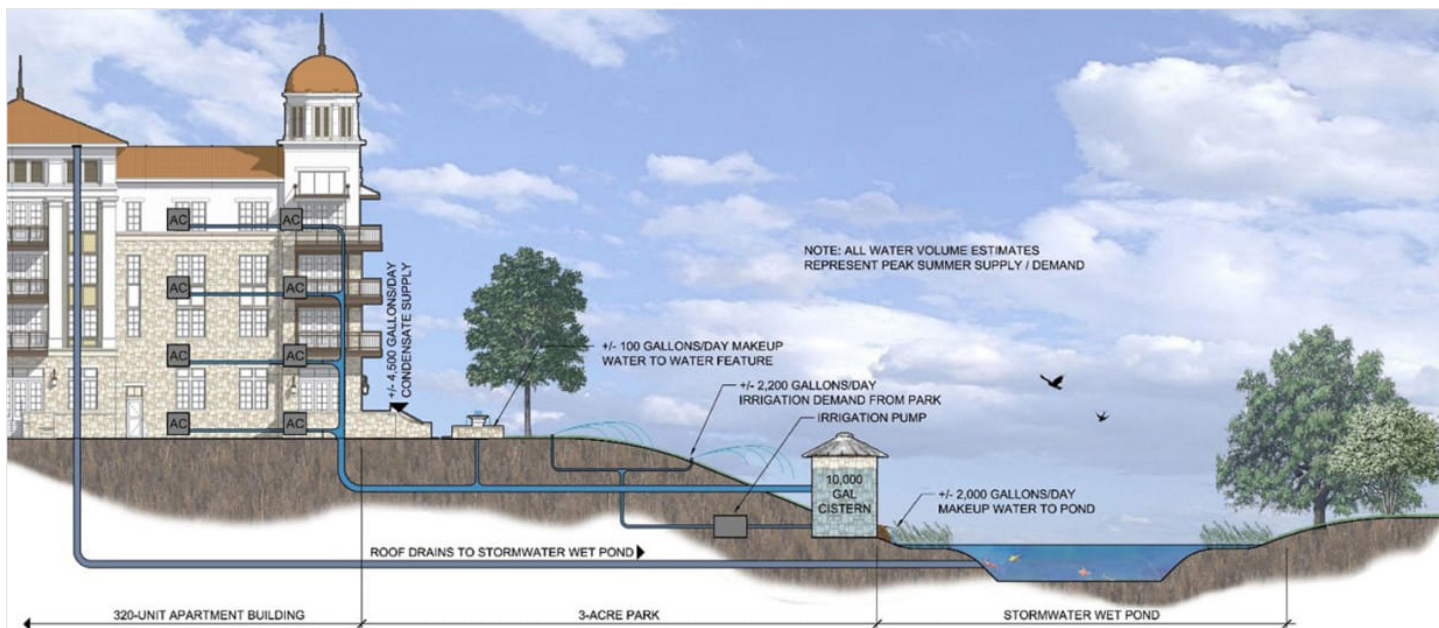 AC
AC
AC
AC
AC
AC
AC
AC
+/- 4,500 GALLONS/DAY
CONDENSATE SUPPLY
NOTE: ALL WATER VOLUME ESTIMATES
REPRESENT PEAK SUMMER SUPPLY / DEMAND
+/- 100 GALLONS/DAY MAKEUP
WATER TO WATER FEATURE
+/- 2,200 GALLONS/DAY
IRRIGATION DEMAND FROM PARK
IRRIGATION PUMP
10,000
GAL
CISTERN
+/- 2,000 GALLONS/DAY
MAKEUP WATER TO POND
ROOF DRAINS TO STORMWATER WET POND
320-UNIT APARTMENT BUILDING
3-ACRE PARK
STORMWATER WET POND